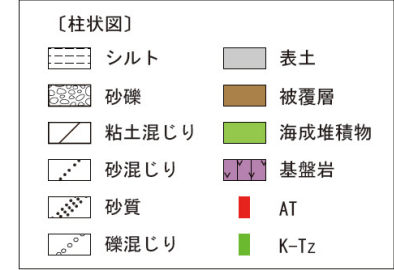 〔柱状図〕
シルト
砂礫
粘土混じり
砂混じり
砂質
礫混じり
表土
被覆層
海成堆積物
基盤岩
AT
K-Tz